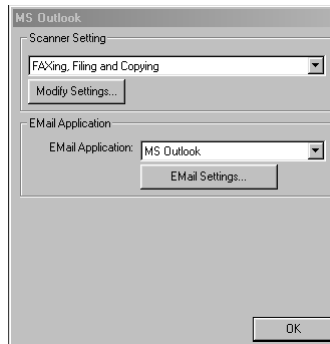 MS Outlook
Scanner Setting
FAXing, Filing and Copying
Modify Settings...
EMail Application
EMail Application: MS Outlook
EMail Settings...
OK